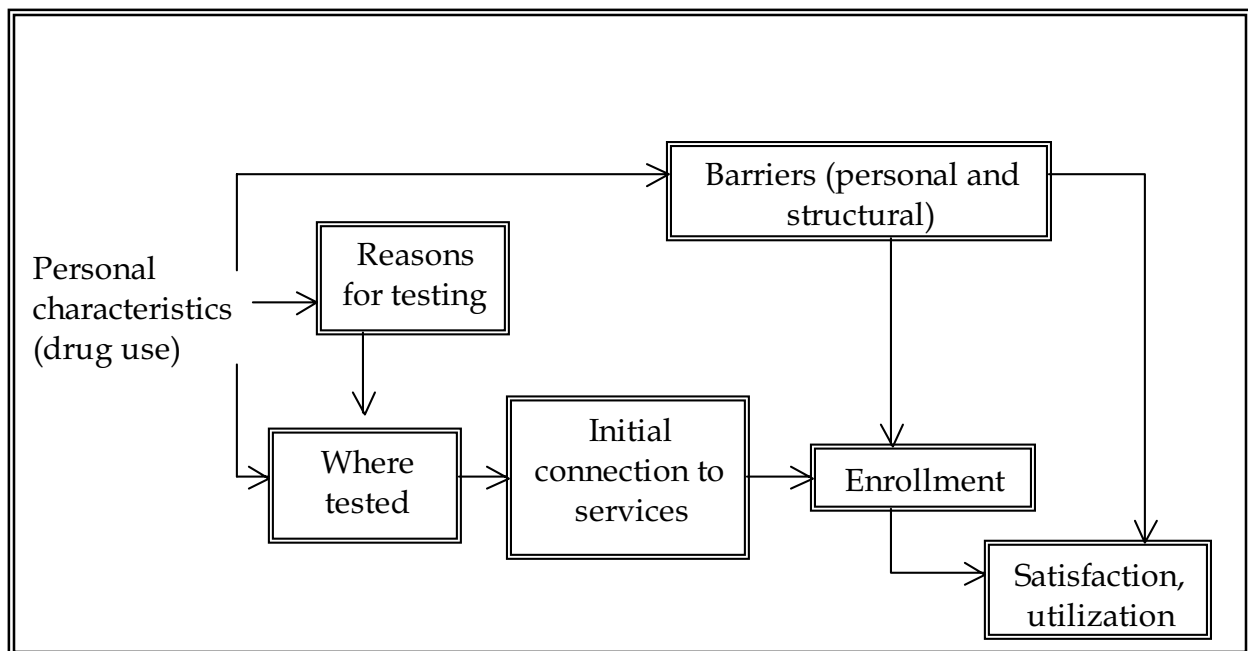 Barriers (personal and
structural)
Reasons
for testing
Personal
characteristics
(drug use)
Where
tested
Initial
connection to
services
Enrollment
Satisfaction,
utilization